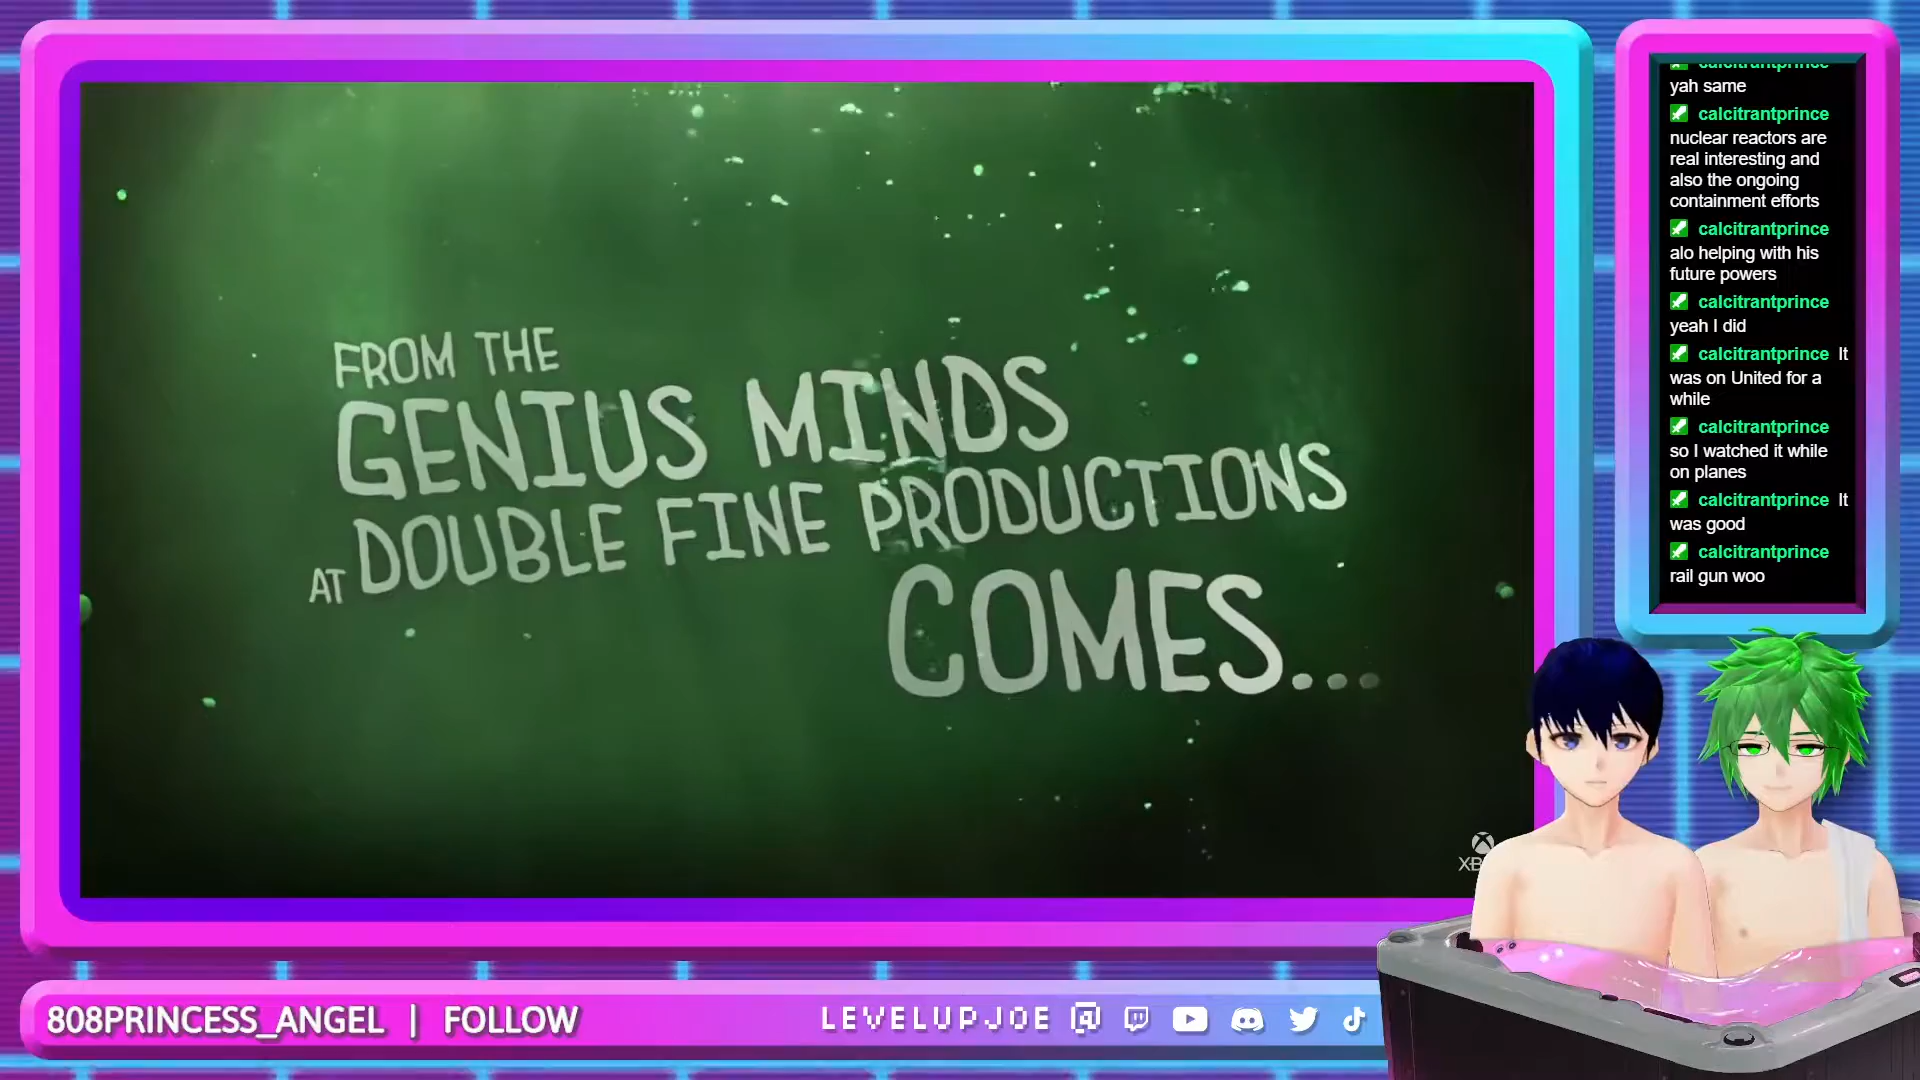 FROM THE
GENIUS MINDS
AT DOUBLE FINE PRODUCTIONS
COMES...
calcitrantprince
yah same
calcitrantprince
nuclear reactors are
real interesting and
also the ongoing
containment efforts
calcitrantprince
alo helping with his
future powers
calcitrantprince
yeah I did
calcitrantprince It
was on United for a
while
calcitrantprince
so I watched it while
on planes
calcitrantprince It
was good
calcitrantprince
rail gun woo
808PRINCESS_ANGEL | FOLLOW
LEVELUPJOE @